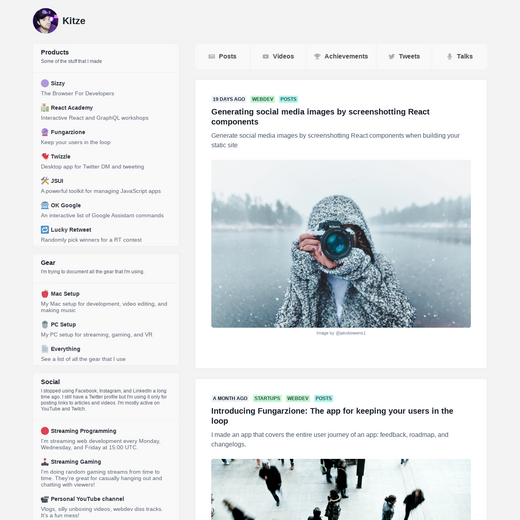 Kitze
Products
Some of the stuff that I made
Sizzy
The Browser For Developers
React Academy
Interactive React and GraphQL workshops
Fungarzione
Keep your users in the loop
Twizzle
Desktop app for Twitter DM and tweeting
JSUI
A powerful toolkit for managing JavaScript apps
OK Google
An interactive list of Google Assistant commands
Lucky Retweet
Randomly pick winners for a RT contest
Gear
I'm trying to document all the gear that I'm using.
Mac Setup
My Mac setup for development, video editing, and
making music
PC Setup
My PC setup for streaming, gaming, and VR
Everything
See a list of all the gear that I use
Social
I stopped using Facebook, Instagram, and LinkedIn a long
time ago. I still have a Twitter profile but I'm using it only for
posting links to articles and videos. I'm mostly active on
YouTube and Twitch.
Streaming Programming
I'm streaming web development every Monday,
Wednesday, and Friday at 15:00 UTC.
Streaming Gaming
I'm doing random gaming streams from time to
time. They're great for casually hanging out and
chatting with viewers!
Personal YouTube channel
Vlogs, silly unboxing videos, webdev diss tracks.
It's a fun mess!
Posts
Videos
Achievements
Tweets
Talks
19 DAYS AGO WEBDEV POSTS
Generating social media images by screenshotting React
components
Generate social media images by screenshotting React components when building your
static site
Image by @jakobowens1
A MONTH AGO STARTUPS WEBDEV POSTS
Introducing Fungarzione: The app for keeping your users in the
loop
I made an app that covers the entire user journey of an app: feedback, roadmap, and
changelogs.